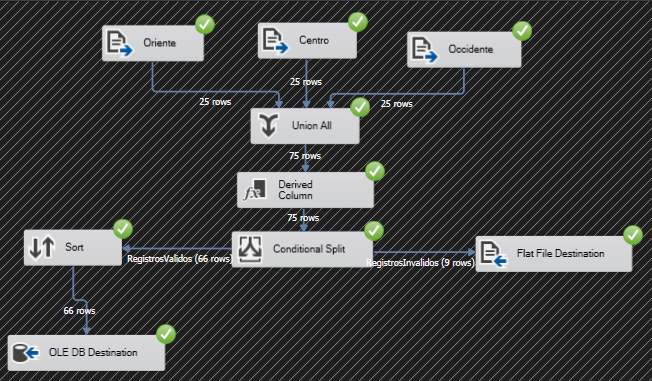 Oriente
Centro
Occidente
25 rows
25 rows
25 rows
Union All
75 rows
Derived
Column
75 rows
Sort
Conditional Split
Flat File Destination
RegistrosValidos (66 rows)
RegistrosInvalidos (9 rows)
66 rows
OLE DB Destination